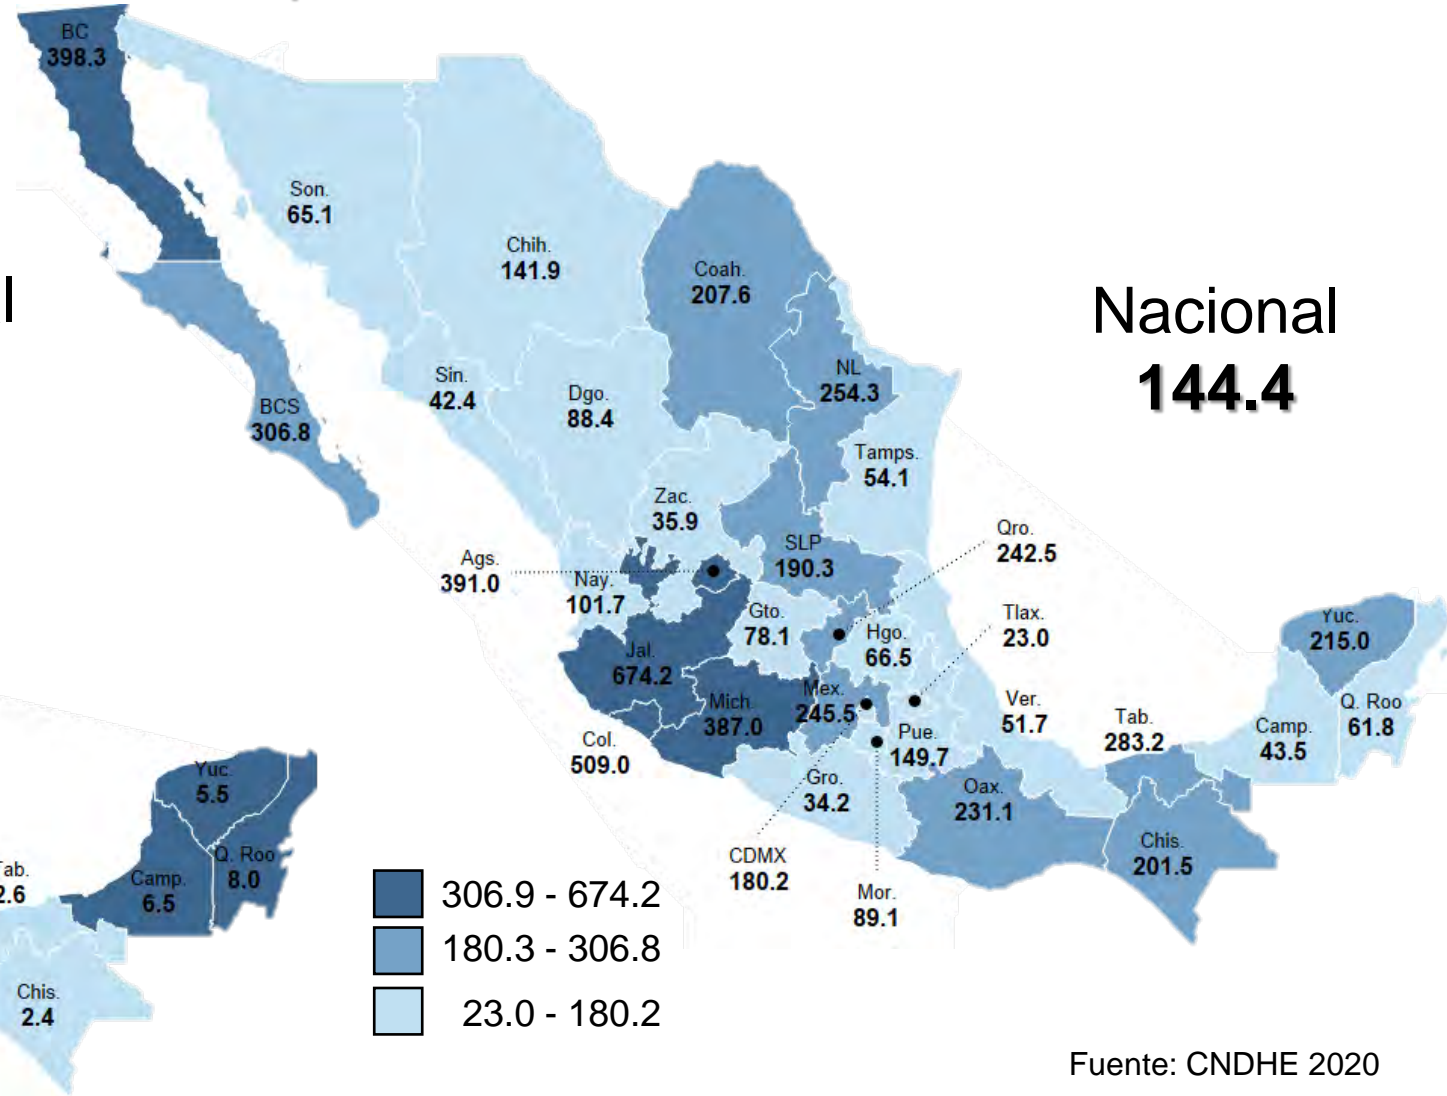 BC
398.3
Son.
65.1
Chih.
141.9
Coah.
207.6
l
Nacional
144.4
NL
254.3
Sin.
42.4
Dgo.
88.4
BCS
306.8
Tamps.
54.1
Zac.
35.9
Qro.
242.5
SLP
190.3
Ags.
391.0
Nay.
101.7
Gto.
78.1
Hgo.
66.5
Tlax.
23.0
Yuc.
215.0
Jal.
674.2
Mich.
387.0
Mex.
245.5
Ver.
51.7
Tab.
283.2
Camp.
43.5
Q. Roo
61.8
Col.
509.0
Pue.
149.7
Gro.
34.2
Oax.
231.1
Chis.
201.5
CDMX
180.2
Mor.
89.1
Yuc.
5.5
Q. Roo
8.0
Camp.
6.5
ab.
2.6
Chis.
2.4
306.9 - 674.2
180.3 - 306.8
23.0 - 180.2
Fuente: CNDHE 2020